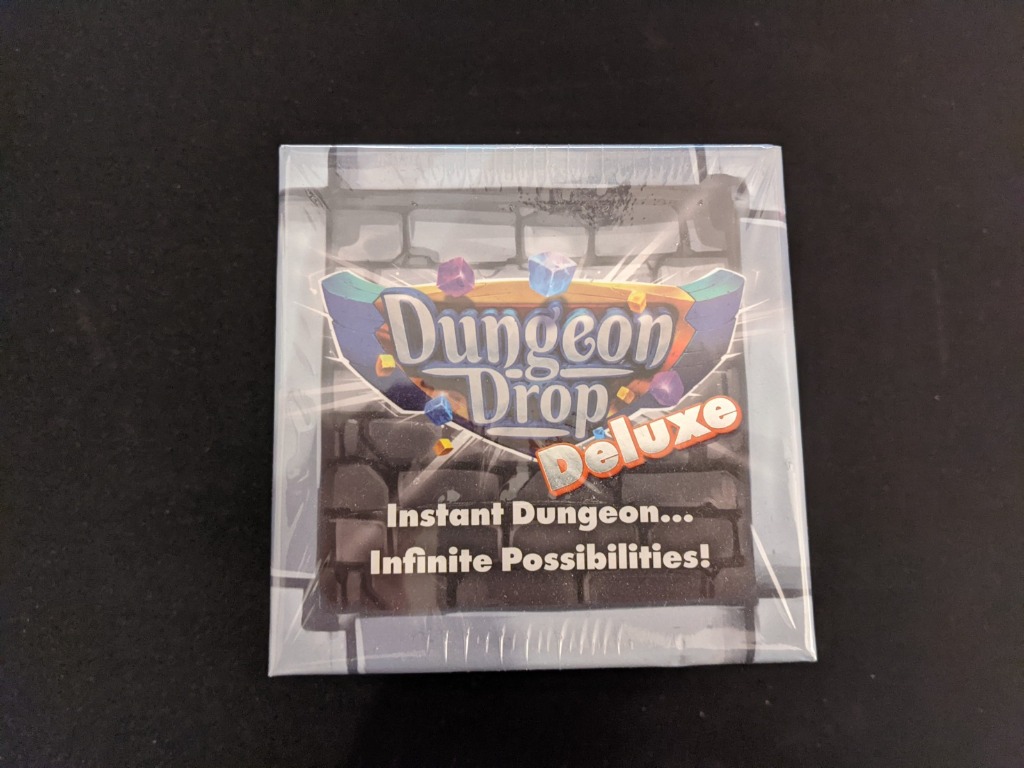 Dungeon
Drop
Deluxe
Instant Dungeon...
Infinite Possibilities!